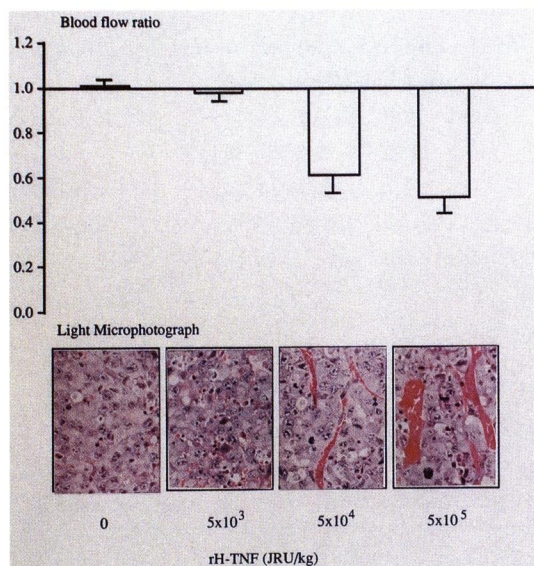 Blood flow ratio
1.2
1.0
0.8
0.6
0.4
0.2
0.0
Light Microphotograph
0
5x10³
5x10⁴
5x10⁵
rH-TNF (JRU/kg)